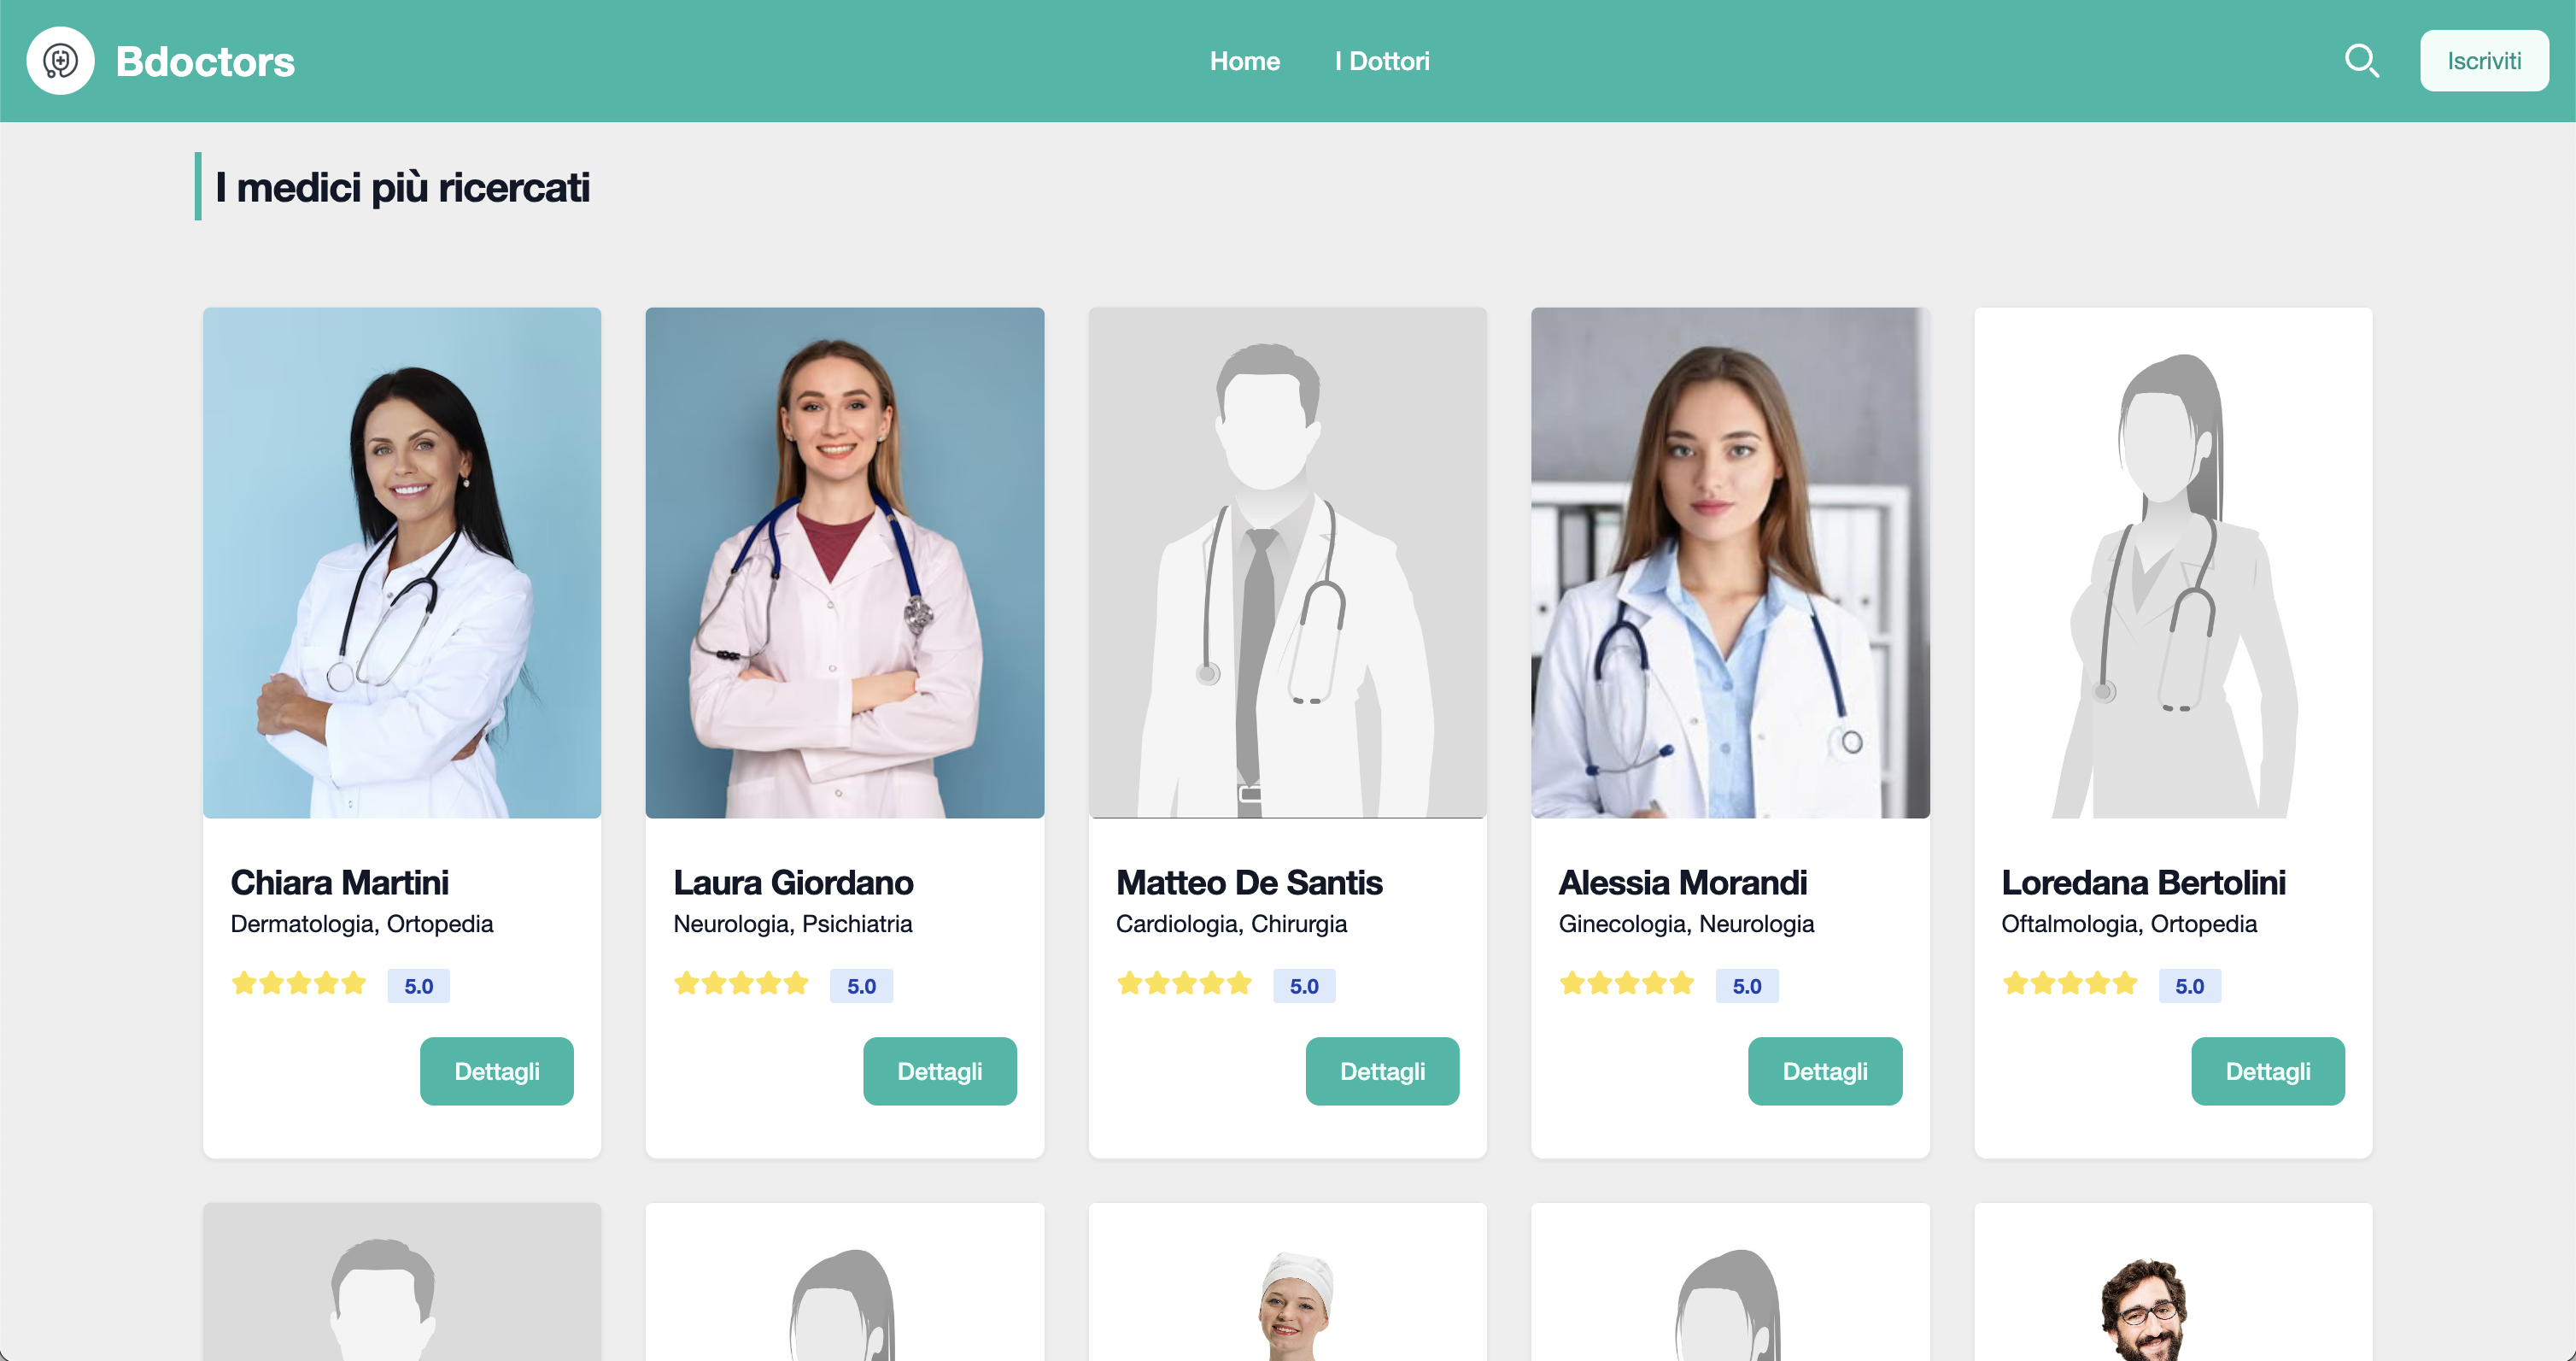 Bdoctors
Home
I Dottori
Iscriviti
I medici più ricercati
Chiara Martini
Dermatologia, Ortopedia
5.0
Dettagli
Laura Giordano
Neurologia, Psichiatria
5.0
Dettagli
Matteo De Santis
Cardiologia, Chirurgia
5.0
Dettagli
Alessia Morandi
Ginecologia, Neurologia
5.0
Dettagli
Loredana Bertolini
Oftalmologia, Ortopedia
5.0
Dettagli